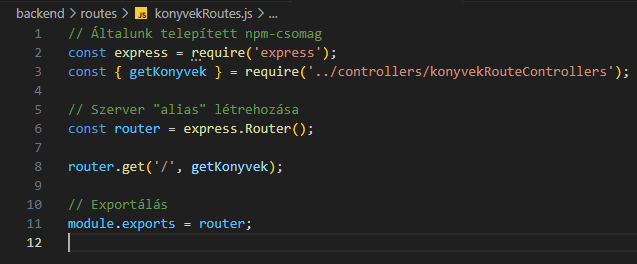 backend > routes > JS konyvekRoutes.js > ...
1 // Általunk telepített npm-csomag
2 const express = require('express');
3 const { getKonyvek } = require('../controllers/konyvekRouteControllers');
4
5 // Szerver "alias" létrehozása
6 const router = express.Router();
7
8 router.get('/', getKonyvek);
9
10 // Exportálás
11 module.exports = router;
12